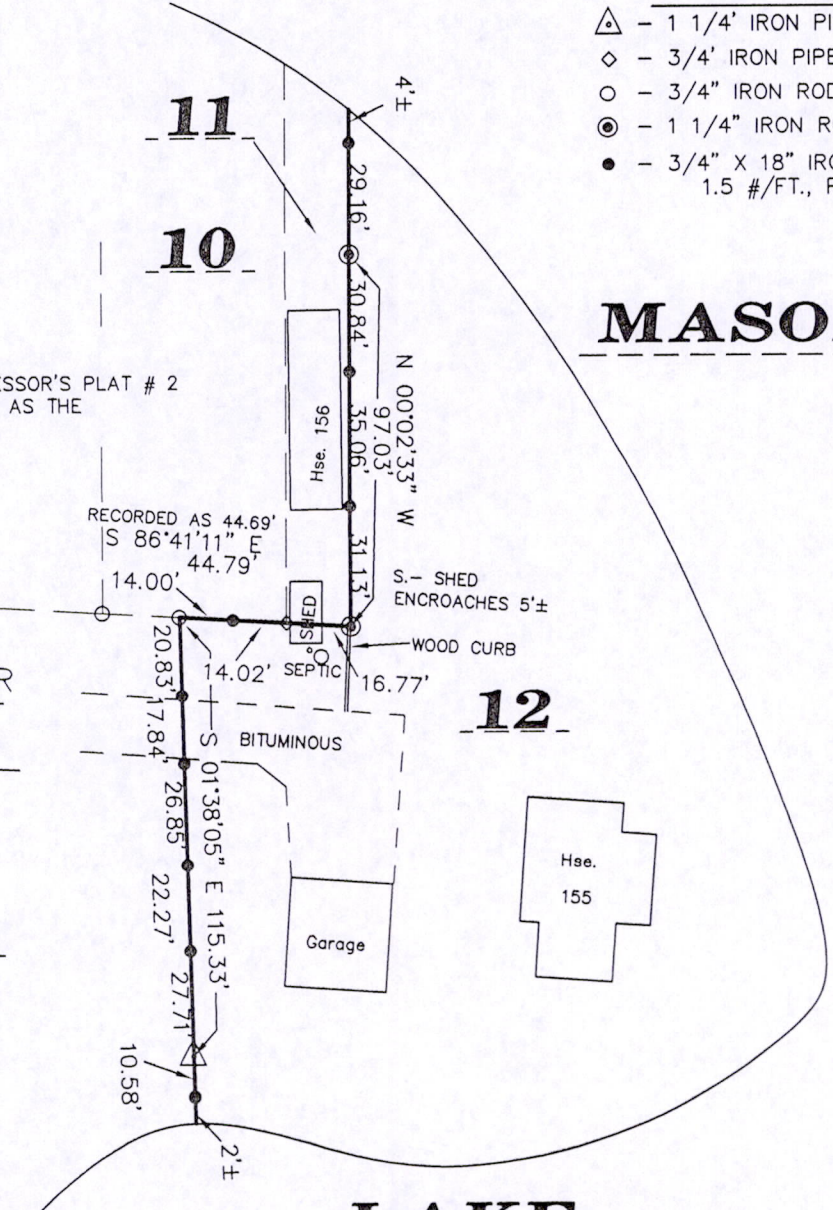 △ – 1 1/4' IRON PI
◇ – 3/4' IRON PIPE
○ – 3/4" IRON ROD
◉ – 1 1/4" IRON R
● – 3/4" X 18" IRO
1.5 #/FT.,
4'±
11
29.16'
10
30.84'
MASO
N 00°02'33" W
97.03'
ESSOR'S PLAT # 2
AS THE
Hse. 156
35.06'
RECORDED AS 44.69'
S 86°41'11" E
44.79'
14.00'
31.13'
S.– SHED
ENCROACHES 5'±
SHED
WOOD CURB
SEPTIC
14.02'
16.77'
20.83'
R
12
17.84'
BITUMINOUS
S 01°38'05" E 115.33'
26.85'
Hse.
155
22.27'
Garage
27.71'
10.58'
2'±
LAKE